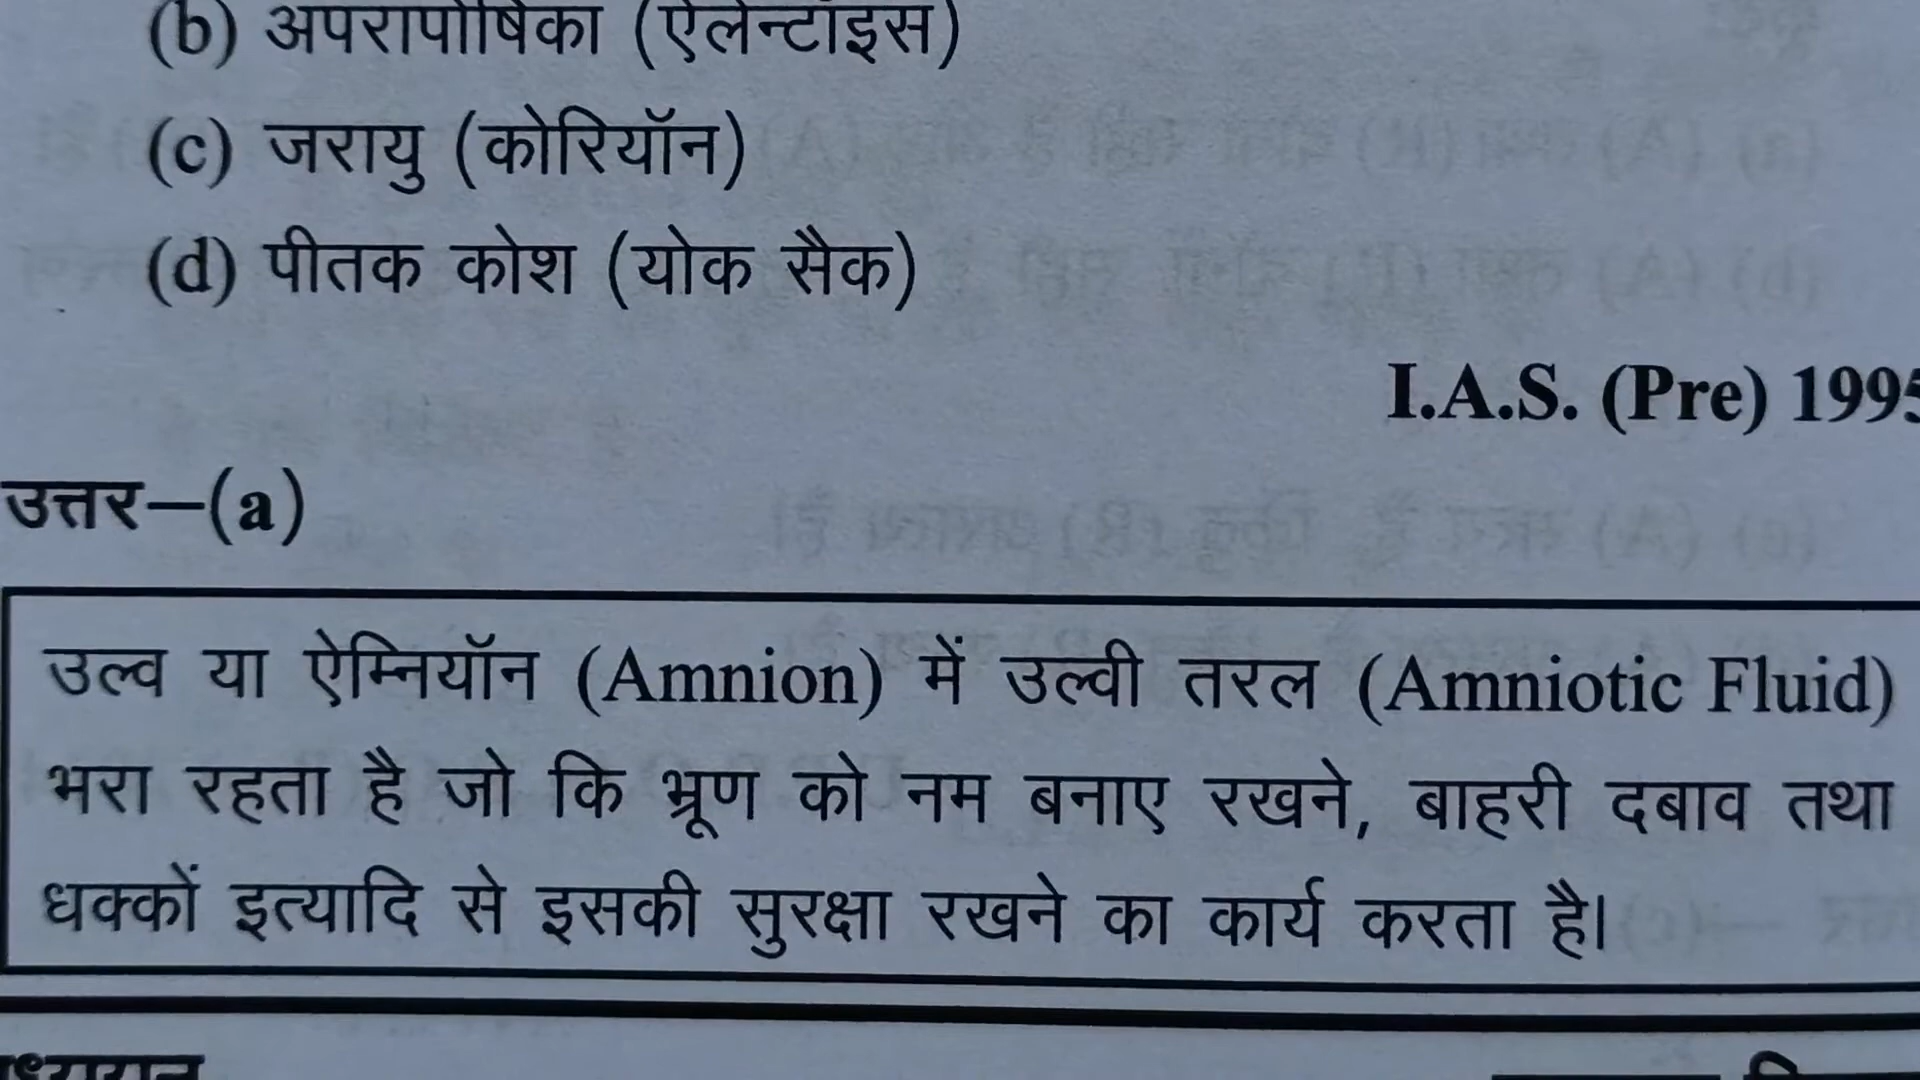 (b) अपरापोषिका (ऐलेन्टॉइस)
(c) जरायु (कोरियॉन)
(d) पीतक कोश (योक सैक)
I.A.S. (Pre) 1995
उत्तर–(a)
उल्व या ऐम्नियॉन (Amnion) में उल्वी तरल (Amniotic Fluid)
भरा रहता है जो कि भ्रूण को नम बनाए रखने, बाहरी दबाव तथा
धक्कों इत्यादि से इसकी सुरक्षा रखने का कार्य करता है।